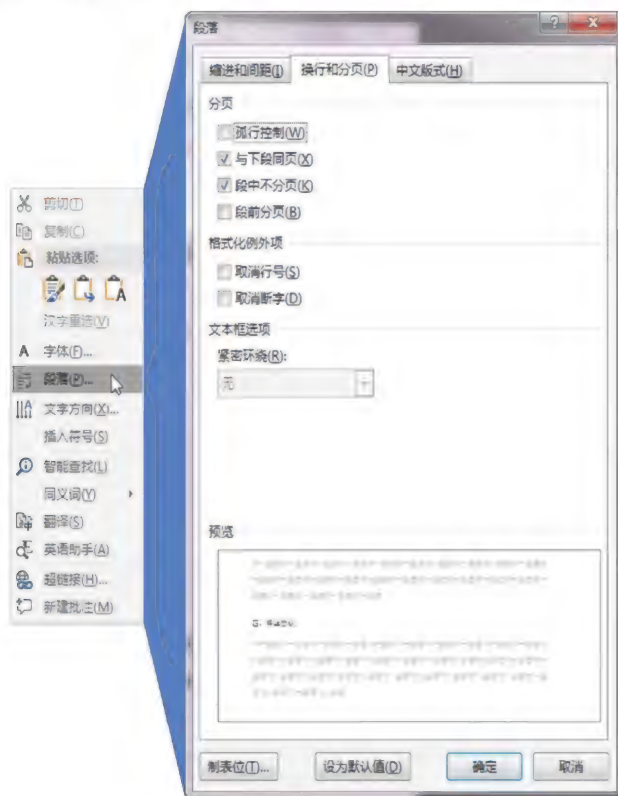 剪切(T)
复制(C)
粘贴选项:
A
汉字重选(V)
A 字体(F)...
段落(P)...
文字方向(X)...
插入符号(S)
智能查找(L)
同义词(Y)
翻译(S)
英语助手(A)
超链接(H)...
新建批注(M)
段落
缩进和间距(I) 换行和分页(P) 中文版式(H)
分页
孤行控制(W)
与下段同页(X)
段中不分页(K)
段前分页(B)
格式化例外项
取消行号(S)
取消断字(D)
文本框选项
紧密环绕(R):
无
预览
制表位(T)... 设为默认值(D) 确定 取消